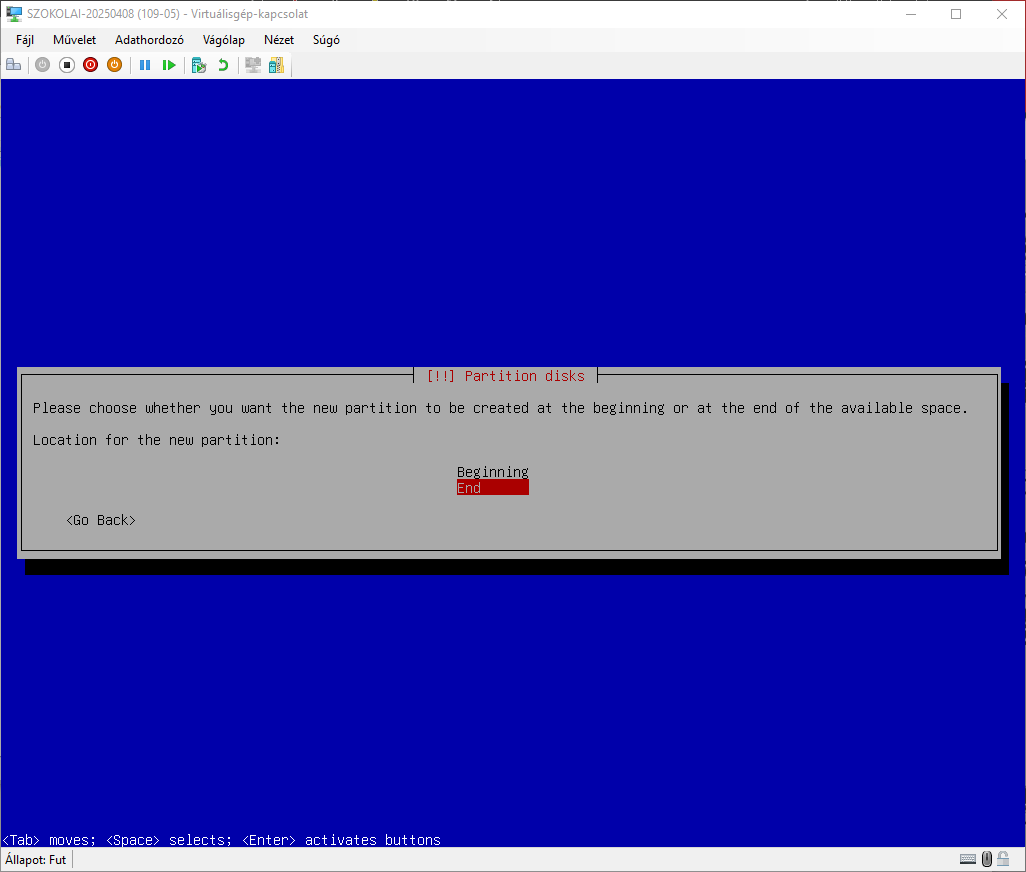 SZOKOLAI-20250408 (109-05) - Virtuálisgép-kapcsolat
Fájl Művelet Adathordozó Vágólap Nézet Súgó
[!!] Partition disks
Please choose whether you want the new partition to be created at the beginning or at the end of the available space.
Location for the new partition:
Beginning
End
<Go Back>
<Tab> moves; <Space> selects; <Enter> activates buttons
Állapot: Fut